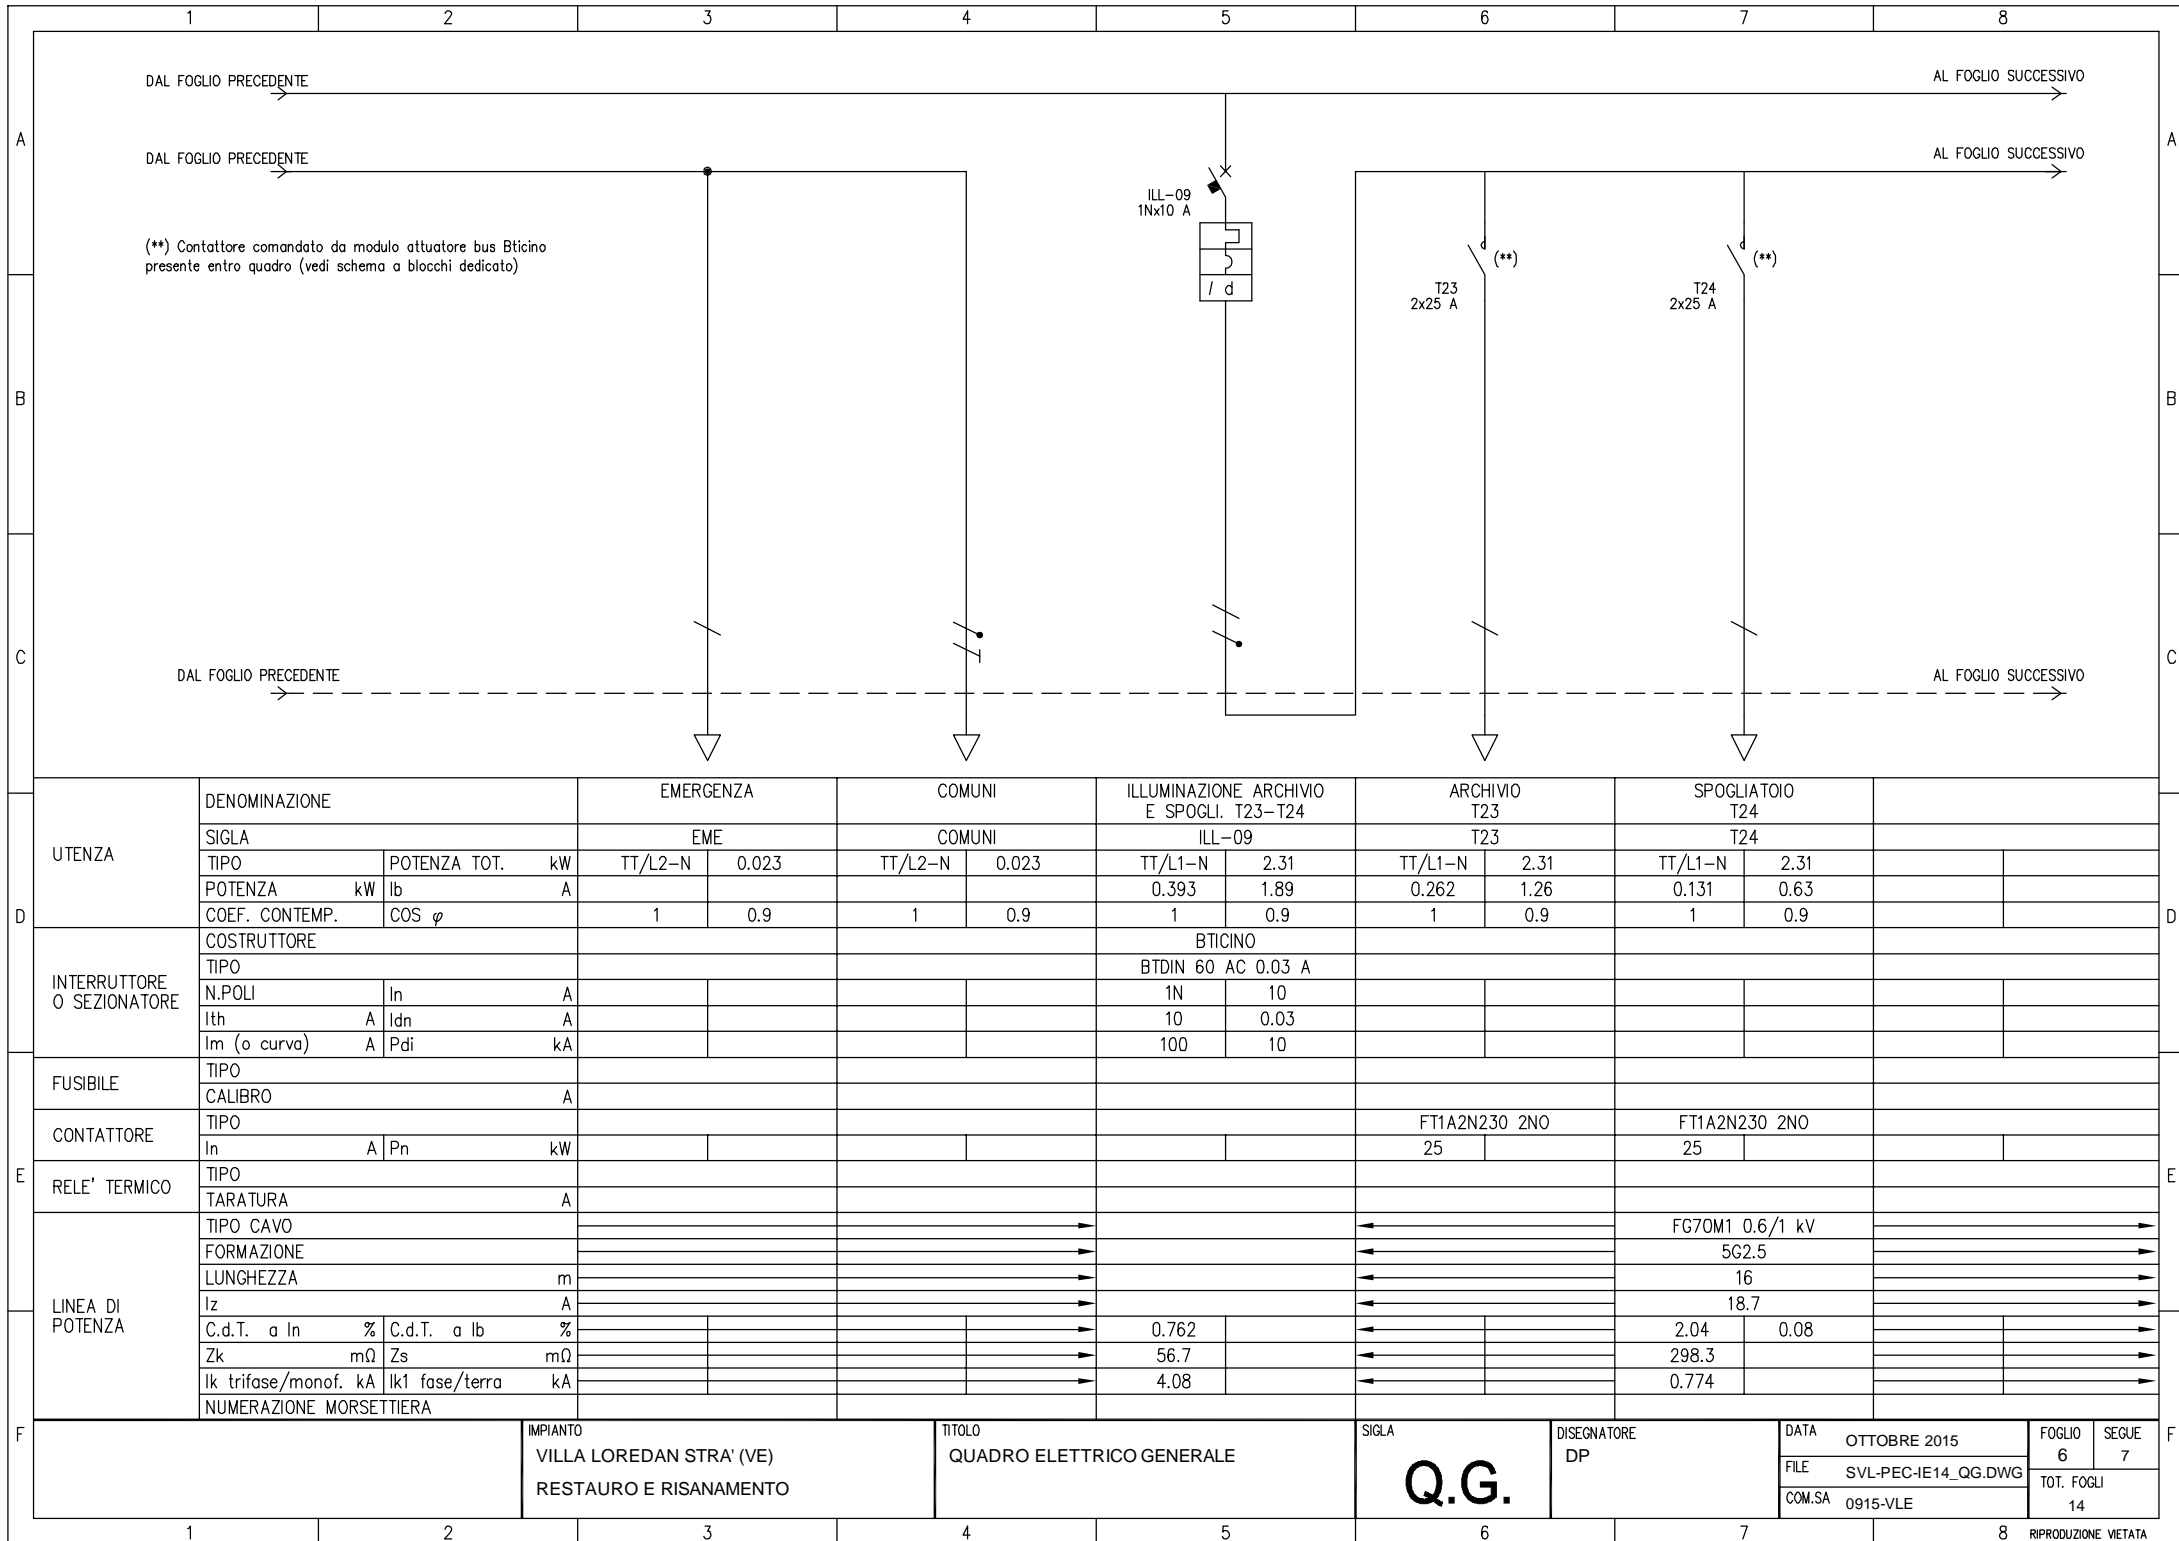 1 2 3 4 5 6 7 8
DAL FOGLIO PRECEDENTE
AL FOGLIO SUCCESSIVO
A A
DAL FOGLIO PRECEDENTE
AL FOGLIO SUCCESSIVO
ILL-09
1Nx10 A
(**) Contattore comandato da modulo attuatore bus Bticino
presente entro quadro (vedi schema a blocchi dedicato)
(**) (**)
I d
T23
2x25 A
T24
2x25 A
B B
C C
DAL FOGLIO PRECEDENTE
AL FOGLIO SUCCESSIVO
UTENZA
DENOMINAZIONE EMERGENZA COMUNI ILLUMINAZIONE ARCHIVIO E SPOGLI. T23-T24 ARCHIVIO T23 SPOGLIATOIO T24
SIGLA EME COMUNI ILL-09 T23 T24
TIPO POTENZA TOT. kW TT/L2-N 0.023 TT/L2-N 0.023 TT/L1-N 2.31 TT/L1-N 2.31 TT/L1-N 2.31
POTENZA kW Ib A 0.393 1.89 0.262 1.26 0.131 0.63
D COEF. CONTEMP. COS φ 1 0.9 1 0.9 1 0.9 1 0.9 1 0.9 D
INTERRUTTORE
O SEZIONATORE
COSTRUTTORE BTICINO
TIPO BTDIN 60 AC 0.03 A
N.POLI In A 1N 10
Ith A Idn A 10 0.03
Im (o curva) A Pdi kA 100 10
FUSIBILE
TIPO
CALIBRO A
CONTATTORE
TIPO FT1A2N230 2NO FT1A2N230 2NO
In A Pn kW 25 25
E E
RELE' TERMICO
TIPO
TARATURA A
LINEA DI
POTENZA
TIPO CAVO FG7OM1 0.6/1 kV
FORMAZIONE 5G2.5
LUNGHEZZA m 16
Iz A 18.7
C.d.T. a In % C.d.T. a Ib % 0.762 2.04 0.08
Zk mΩ Zs mΩ 56.7 298.3
Ik trifase/monof. kA Ik1 fase/terra kA 4.08 0.774
NUMERAZIONE MORSETTIERA
F F
IMPIANTO
VILLA LOREDAN STRA' (VE)
RESTAURO E RISANAMENTO
TITOLO
QUADRO ELETTRICO GENERALE
SIGLA
Q.G.
DISEGNATORE
DP
DATA OTTOBRE 2015
FILE SVL-PEC-IE14_QG.DWG
COM.SA 0915-VLE
FOGLIO 6
SEGUE 7
TOT. FOGLI
14
1 2 3 4 5 6 7 8
RIPRODUZIONE VIETATA